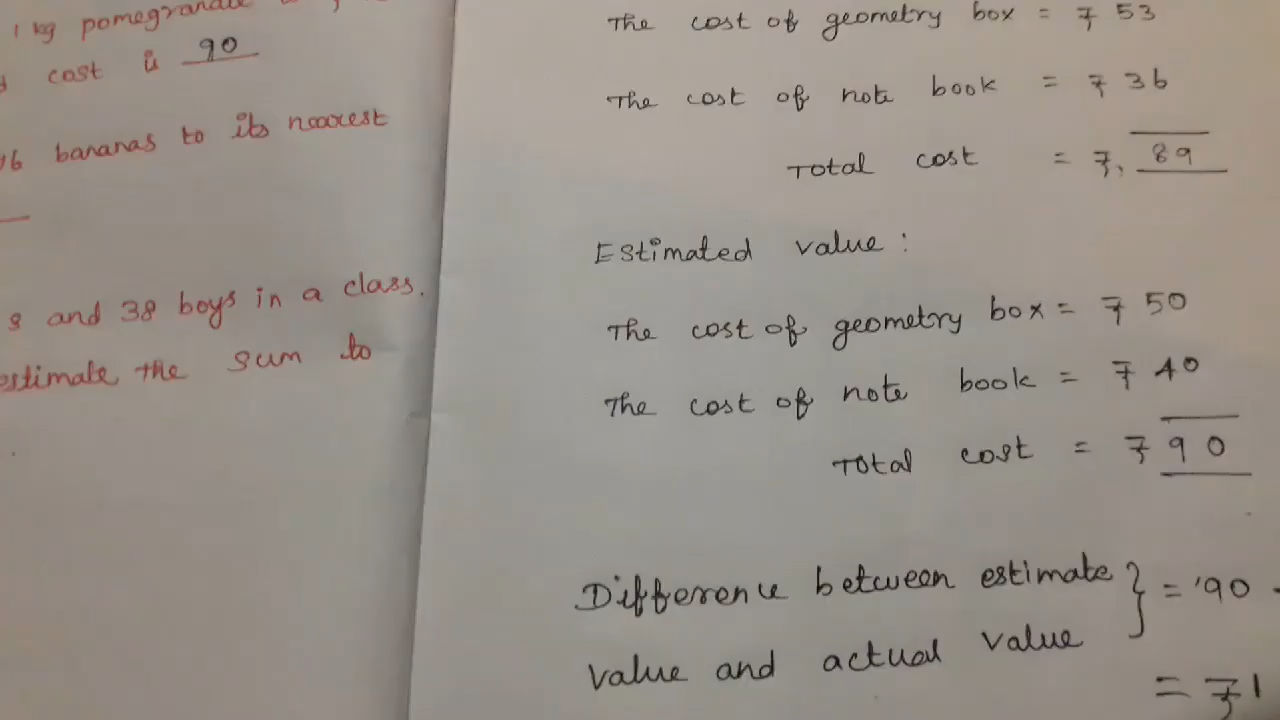 1 kg pomegranate
cost is 90
bananas to its nearest
8 and 38 boys in a class.
estimate the sum to
The cost of geometry box = ₹ 53
The cost of note book = ₹ 36
Total cost = ₹. 89
Estimated value :
The cost of geometry box = ₹ 50
The cost of note book = ₹ 40
Total cost = ₹ 90
Difference between estimate } = 90 -
value and actual value
= ₹ 1